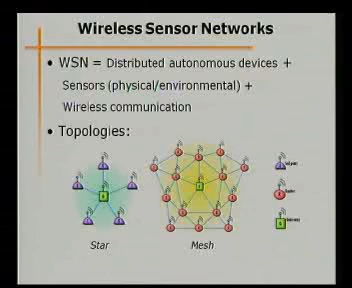 Wireless Sensor Networks
• WSN = Distributed autonomous devices +
Sensors (physical/environmental) +
Wireless communication
• Topologies:
Star
Mesh